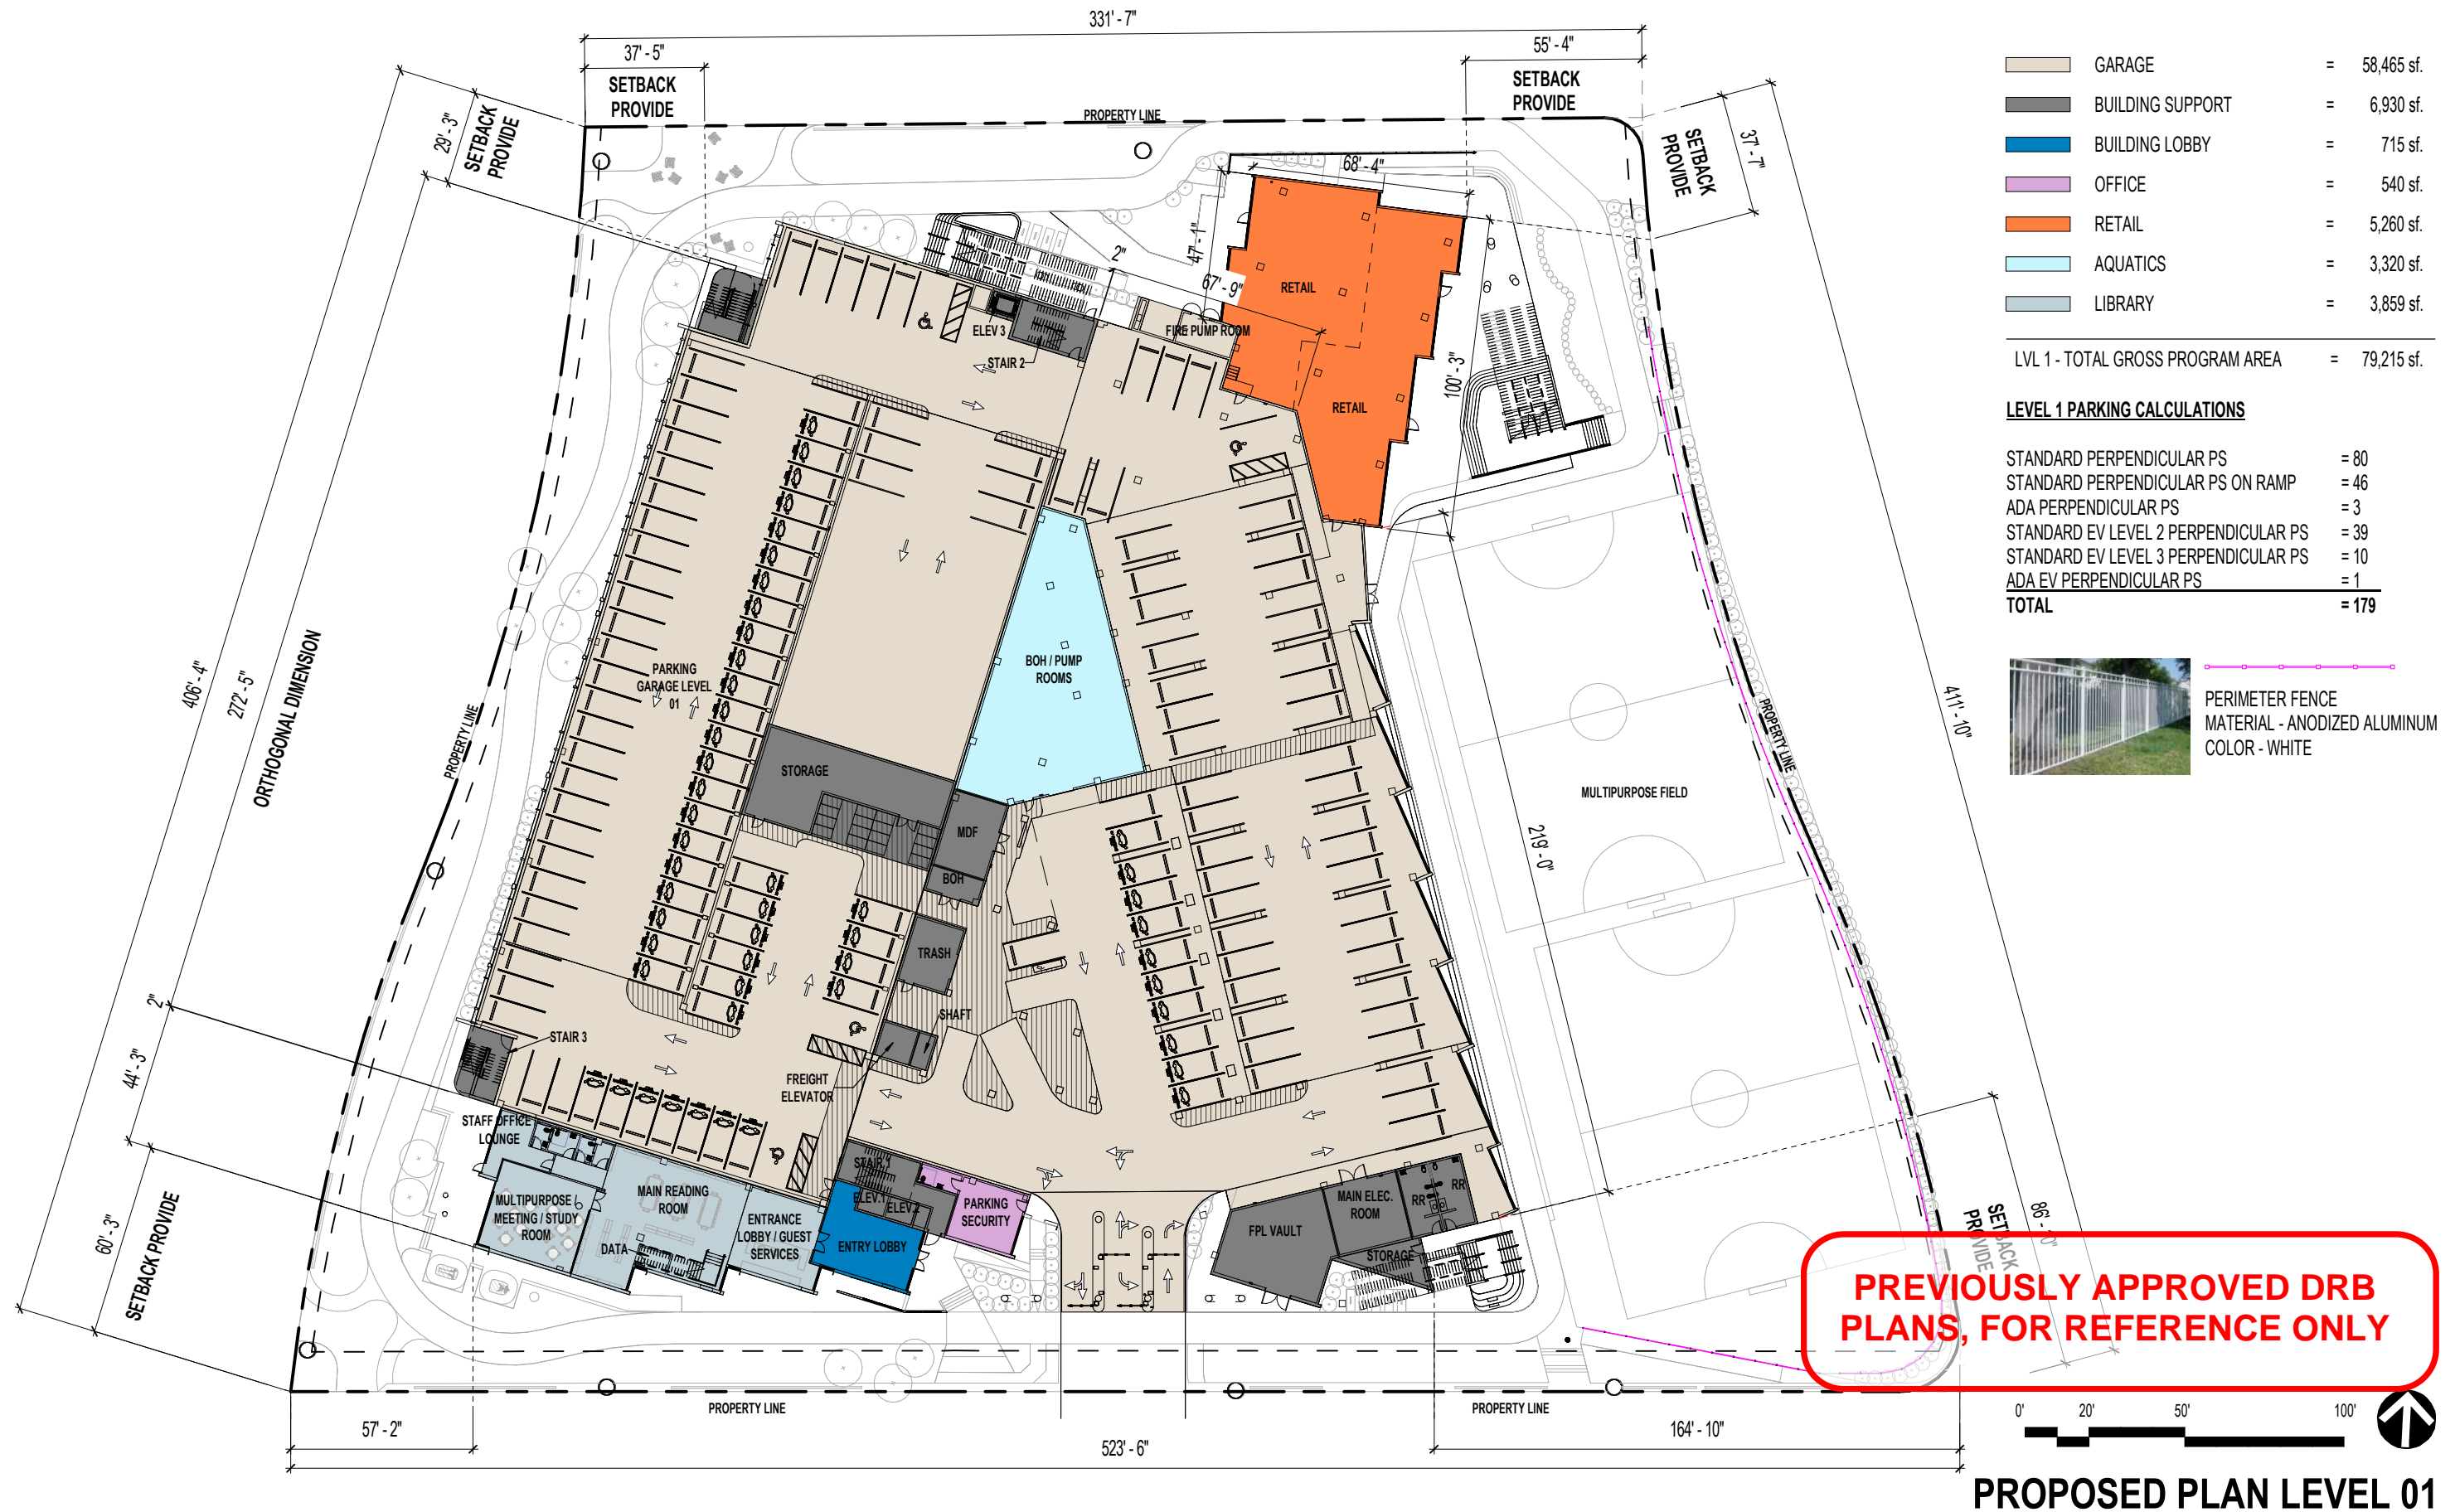 331' - 7"
37' - 5"
55' - 4"
SETBACK
PROVIDE
SETBACK
PROVIDE
29' - 3"
SETBACK
PROVIDE
PROPERTY LINE
SETBACK
PROVIDE
37' - 7"
68' - 4"
47' - 1"
2"
67' - 9"
RETAIL
ELEV 3
FIRE PUMP ROOM
STAIR 2
100' - 3"
RETAIL
GARAGE = 58,465 sf.
BUILDING SUPPORT = 6,930 sf.
BUILDING LOBBY = 715 sf.
OFFICE = 540 sf.
RETAIL = 5,260 sf.
AQUATICS = 3,320 sf.
LIBRARY = 3,859 sf.
LVL 1 - TOTAL GROSS PROGRAM AREA = 79,215 sf.
LEVEL 1 PARKING CALCULATIONS
STANDARD PERPENDICULAR PS = 80
STANDARD PERPENDICULAR PS ON RAMP = 46
ADA PERPENDICULAR PS = 3
STANDARD EV LEVEL 2 PERPENDICULAR PS = 39
STANDARD EV LEVEL 3 PERPENDICULAR PS = 10
ADA EV PERPENDICULAR PS = 1
TOTAL = 179
PERIMETER FENCE
MATERIAL - ANODIZED ALUMINUM
COLOR - WHITE
406' - 4"
272' - 5"
ORTHOGONAL DIMENSION
PROPERTY LINE
PARKING
GARAGE LEVEL
01
BOH / PUMP
ROOMS
STORAGE
MDF
BOH
TRASH
SHAFT
MULTIPURPOSE FIELD
PROPERTY LINE
411' - 10"
219' - 0"
2"
44' - 3"
60' - 3"
SETBACK PROVIDE
STAIR 3
FREIGHT
ELEVATOR
STAFF OFFICE
LOUNGE
MULTIPURPOSE /
MEETING / STUDY
ROOM
MAIN READING
ROOM
DATA
ENTRANCE
LOBBY / GUEST
SERVICES
STAIR 1
ELEV.1
ELEV.2
ENTRY LOBBY
PARKING
SECURITY
FPL VAULT
MAIN ELEC.
ROOM
RR
RR
STORAGE
SETBACK
PROVIDE
PREVIOUSLY APPROVED DRB
PLANS, FOR REFERENCE ONLY
PROPERTY LINE
PROPERTY LINE
57' - 2"
523' - 6"
164' - 10"
0' 20' 50' 100'
PROPOSED PLAN LEVEL 01